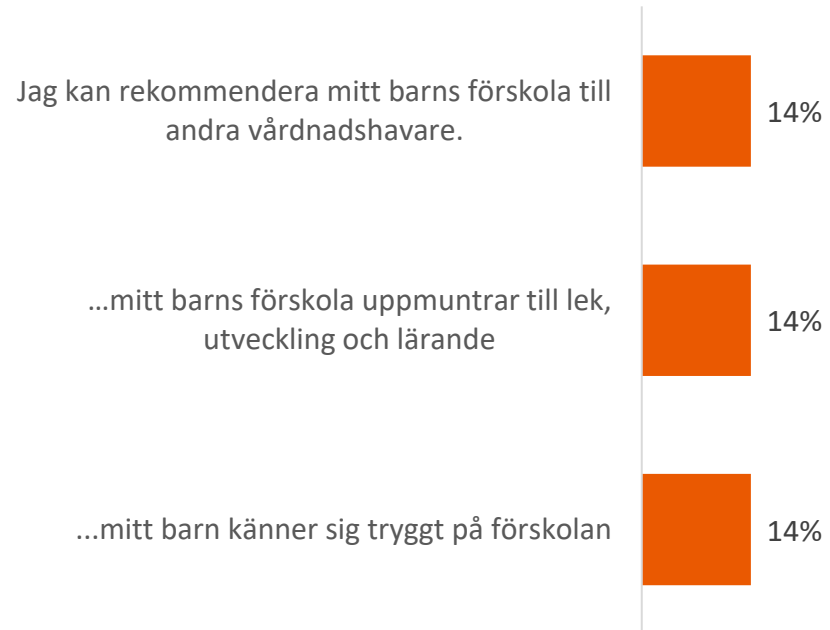 Jag kan rekommendera mitt barns förskola till
andra vårdnadshavare.
14%
…mitt barns förskola uppmuntrar till lek,
utveckling och lärande
14%
...mitt barn känner sig tryggt på förskolan
14%